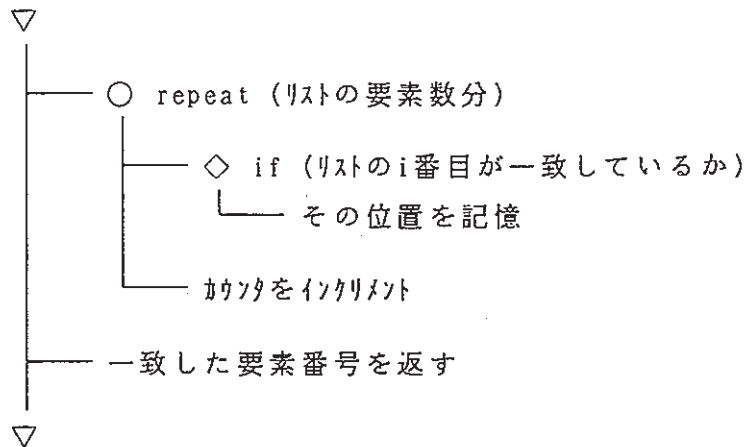 repeat (ﾘｽﾄの要素数分)
if (ﾘｽﾄのi番目が一致しているか)
その位置を記憶
ｶｳﾝﾀをｲﾝｸﾘﾒﾝﾄ
一致した要素番号を返す